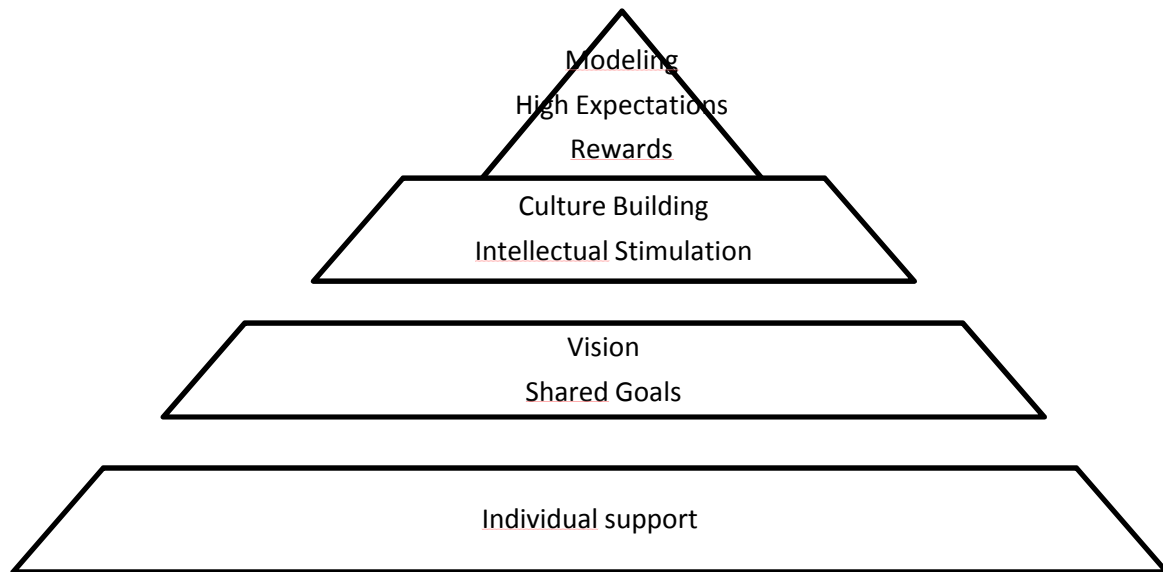 Modeling
High Expectations
Rewards
Culture Building
Intellectual Stimulation
Vision
Shared Goals
Individual support